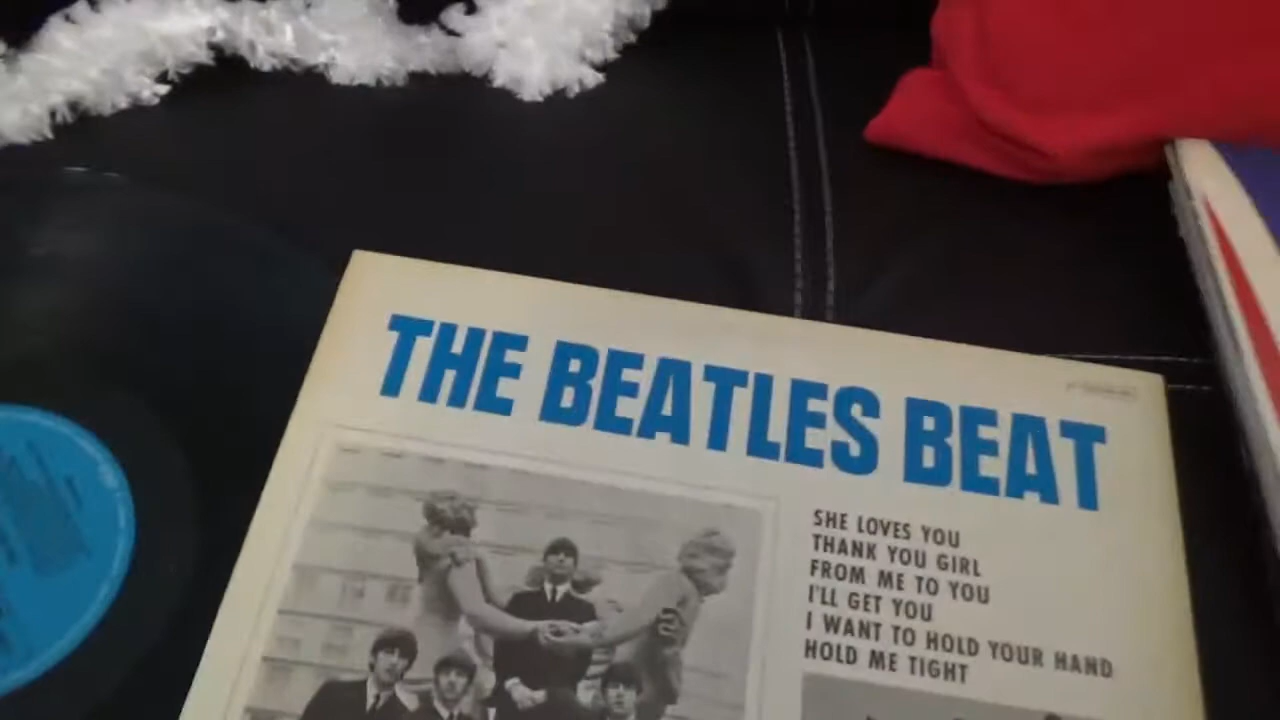 THE BEATLES BEAT
SHE LOVES YOU
THANK YOU GIRL
FROM ME TO YOU
I'LL GET YOU
I WANT TO HOLD YOUR HAND
HOLD ME TIGHT